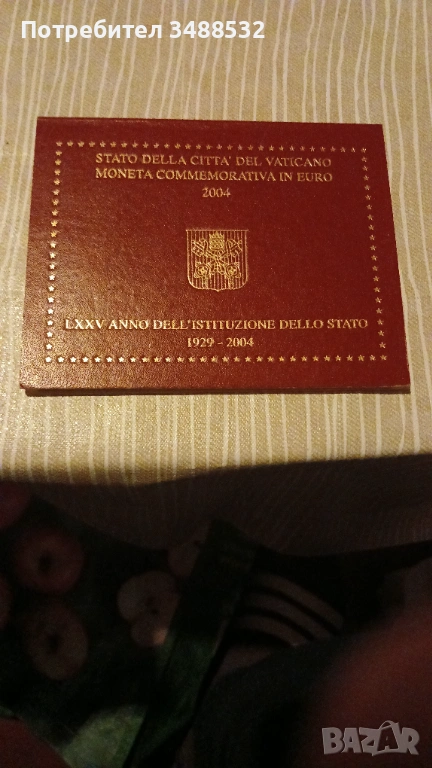 Потребител 3488532
STATO DELLA CITTA' DEL VATICANO
MONETA COMMEMORATIVA IN EURO
2004
LXXV ANNO DELL'ISTITUZIONE DELLO STATO
1929 - 2004
BAZAR